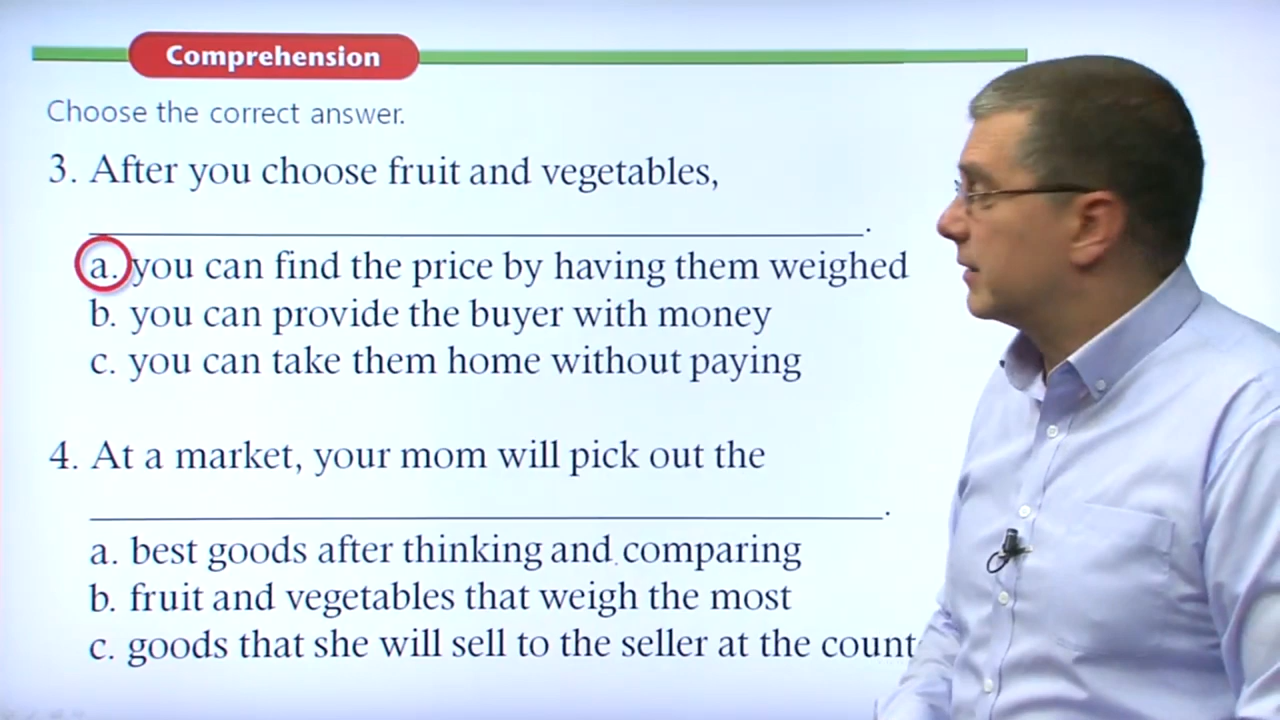 Comprehension
Choose the correct answer.
3. After you choose fruit and vegetables,
.
a. you can find the price by having them weighed
b. you can provide the buyer with money
c. you can take them home without paying
4. At a market, your mom will pick out the
.
a. best goods after thinking and comparing
b. fruit and vegetables that weigh the most
c. goods that she will sell to the seller at the count